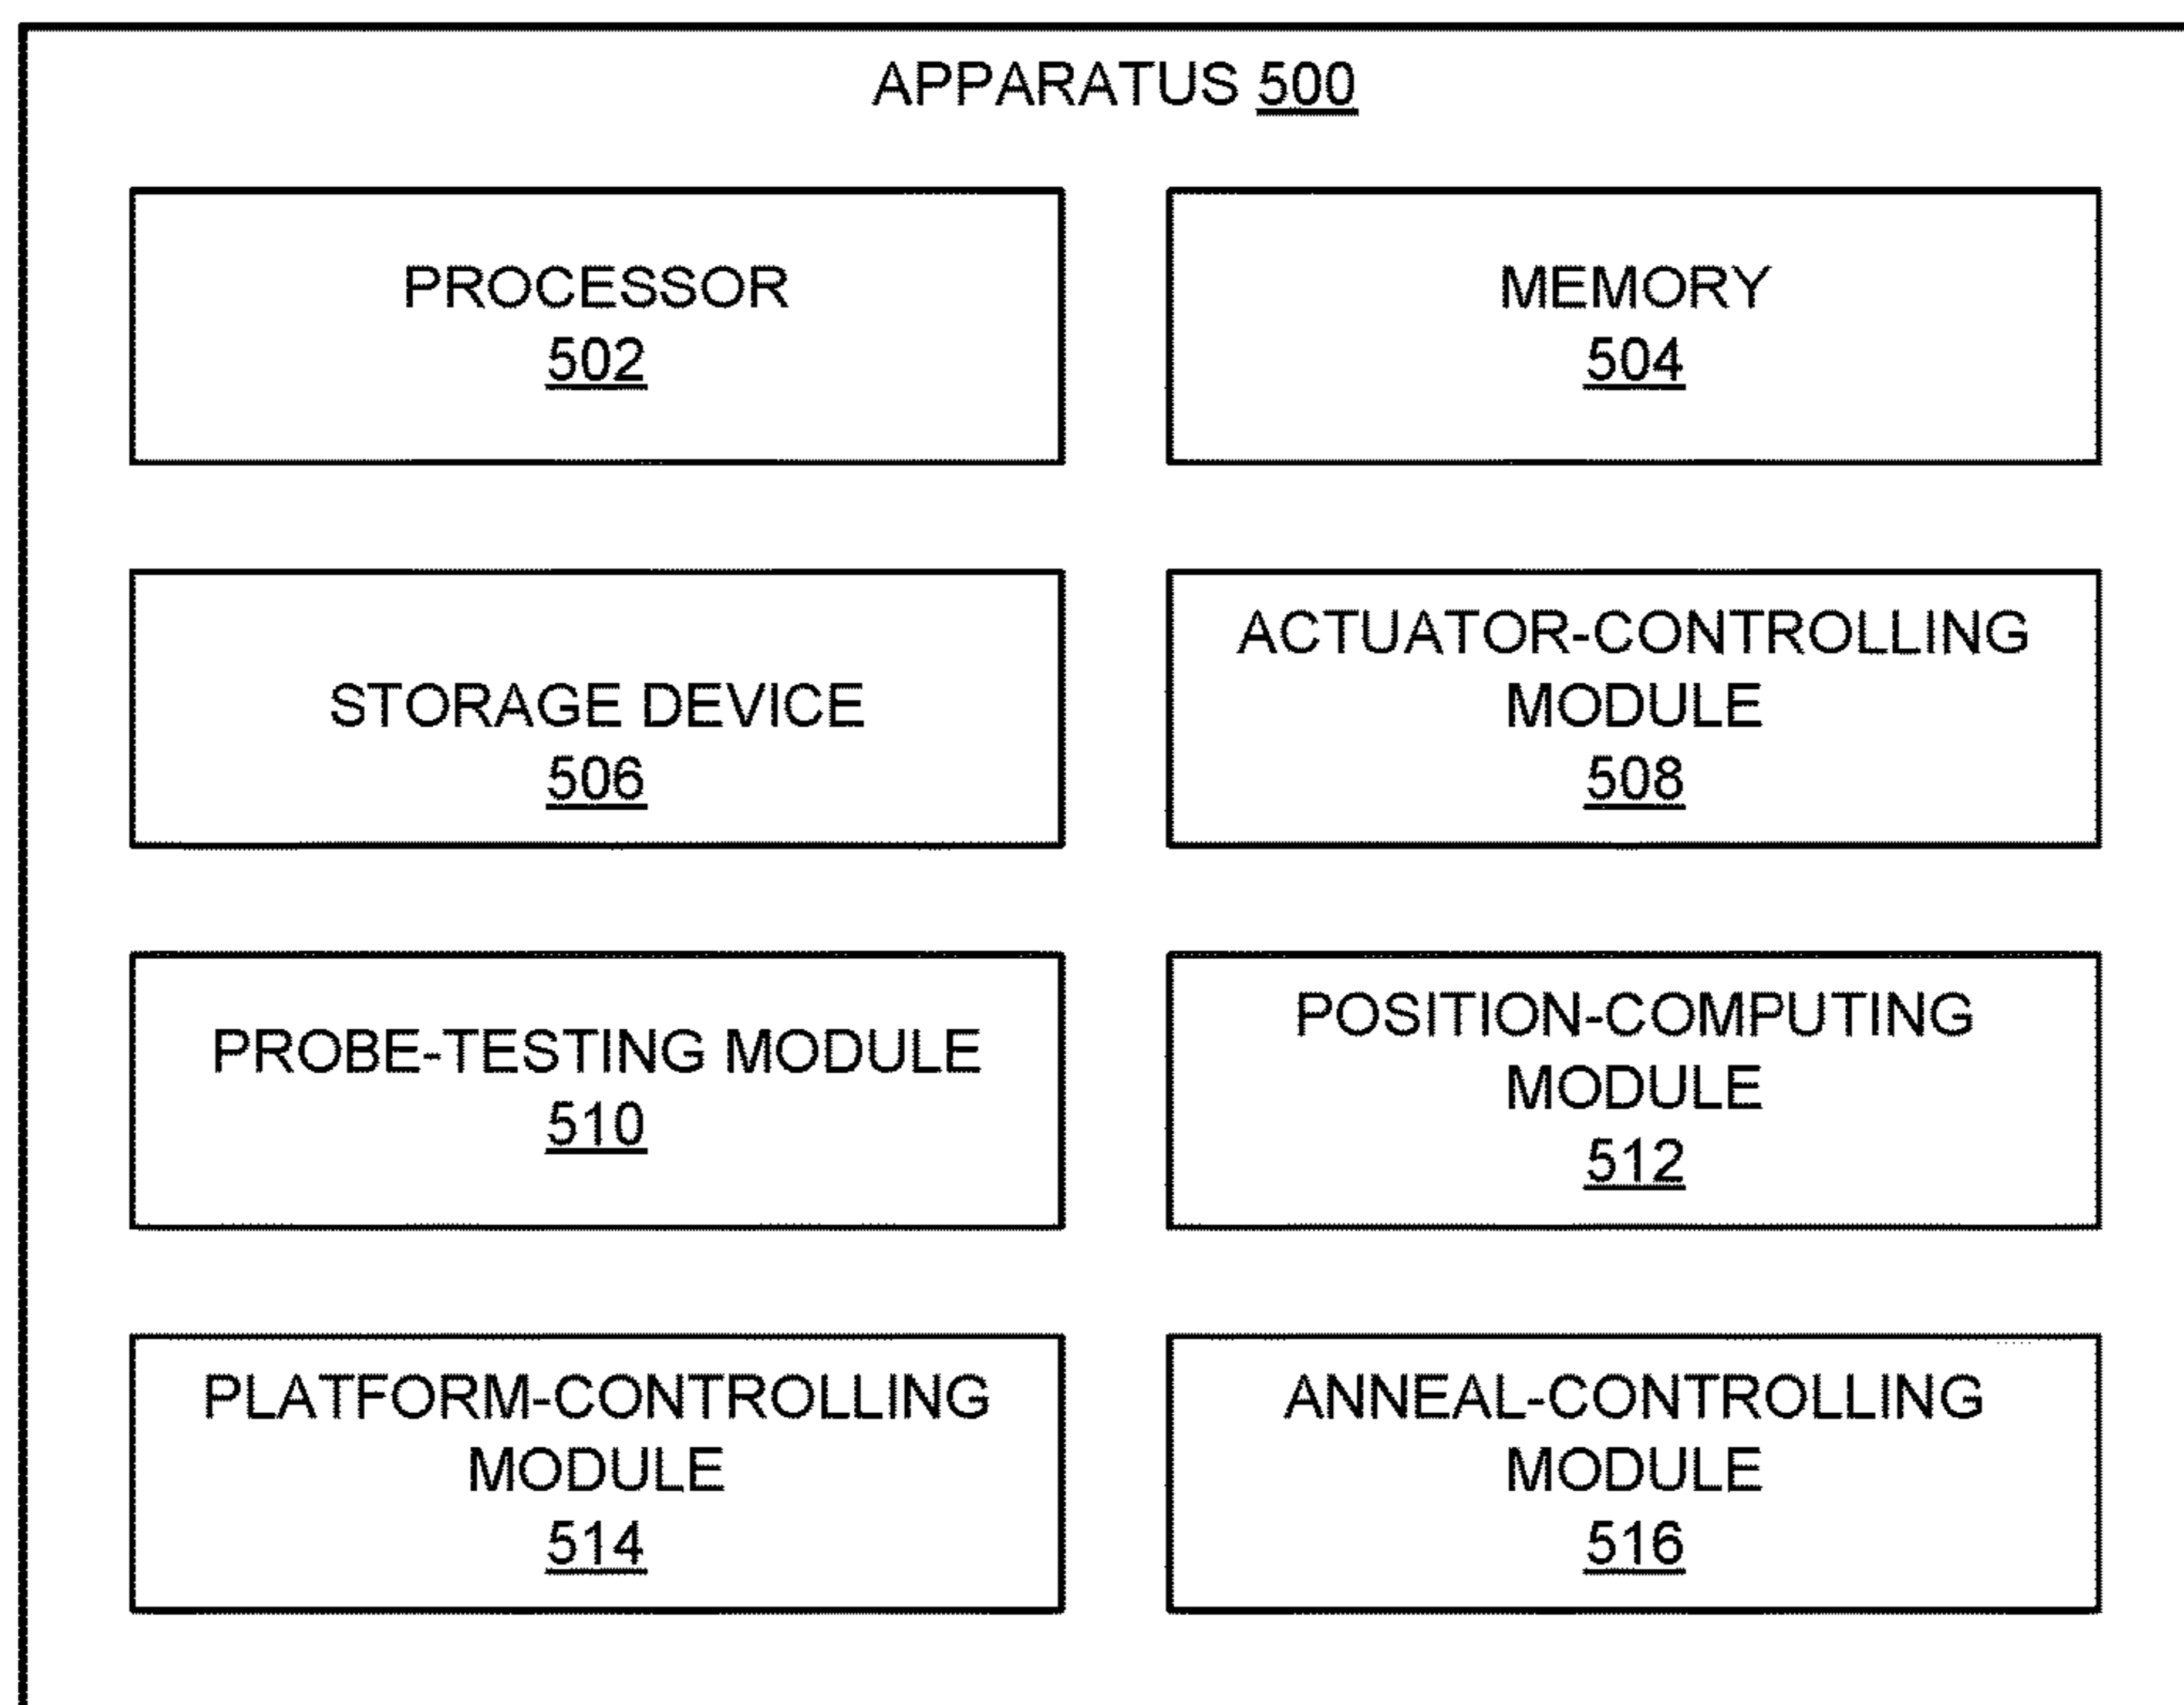 APPARATUS 500
PROCESSOR
502
MEMORY
504
STORAGE DEVICE
506
ACTUATOR-CONTROLLING
MODULE
508
PROBE-TESTING MODULE
510
POSITION-COMPUTING
MODULE
512
PLATFORM-CONTROLLING
MODULE
514
ANNEAL-CONTROLLING
MODULE
516